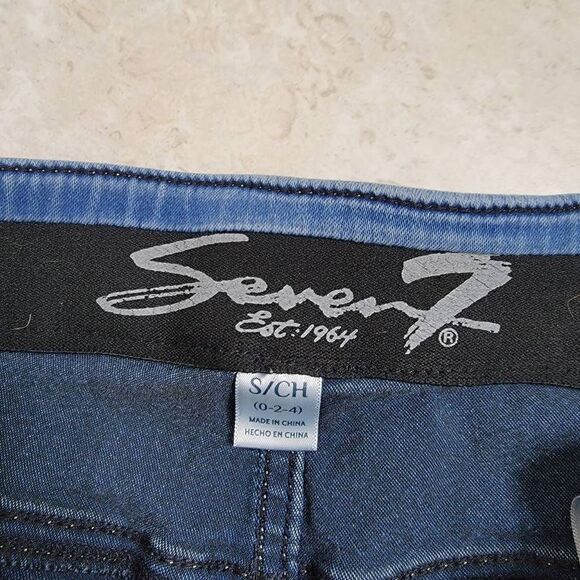 Seven7®
Est:1964
S/CH
(0-2-4)
MADE IN CHINA
HECHO EN CHINA